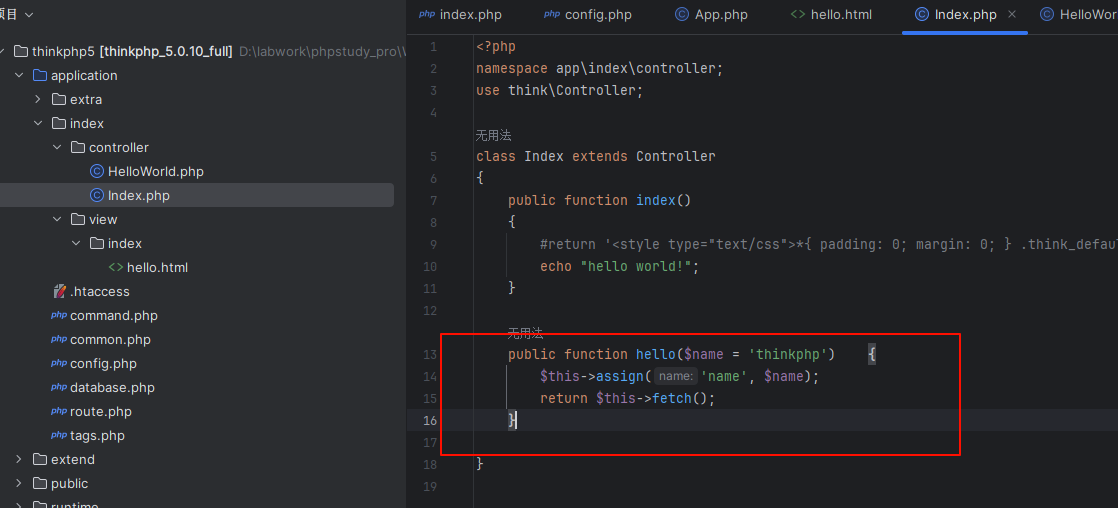 项目
thinkphp5 [thinkphp_5.0.10_full] D:\labwork\phpstudy_pro\
application
extra
index
controller
HelloWorld.php
Index.php
view
index
hello.html
.htaccess
command.php
common.php
config.php
database.php
route.php
tags.php
extend
public
runtime
php index.php php config.php App.php hello.html Index.php × HelloWor
1 <?php
2 namespace app\index\controller;
3 use think\Controller;
4
无用法
5 class Index extends Controller
6 {
7 public function index()
8 {
9 #return '<style type="text/css">*{ padding: 0; margin: 0; } .think_defau
10 echo "hello world!";
11 }
12
无用法
13 public function hello($name = 'thinkphp') {
14 $this->assign( name: 'name', $name);
15 return $this->fetch();
16 }
17
18 }
19